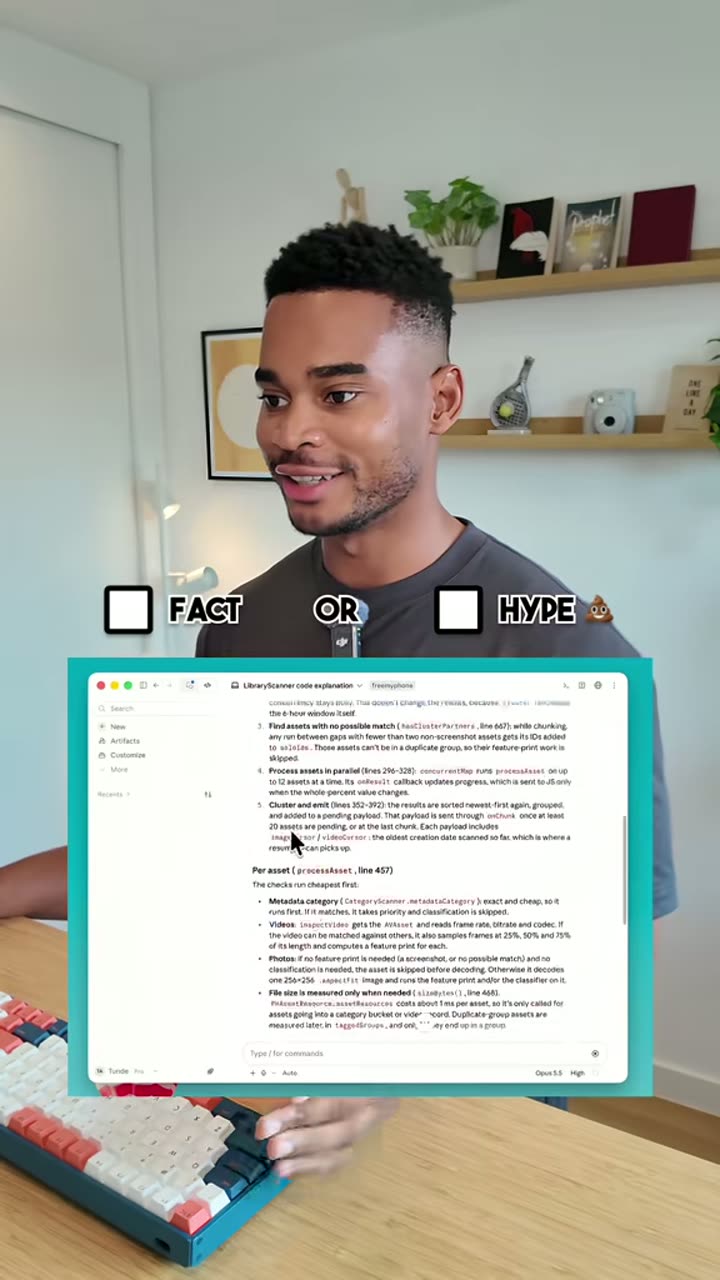 Prophet
ONE
LINE
A
DAY
FACT OR HYPE 💩
dji
LibraryScanner code explanation
freemyphone
Search
New
Artifacts
Customize
More
Recents
the 6-hour window itself.
3. Find assets with no possible match (hasClusterPartners, line 667): while chunking,
any run between gaps with fewer than two non-screenshot assets gets its IDs added
to soloIds. Those assets can't be in a duplicate group, so their feature-print work is
skipped.
4. Process assets in parallel (lines 296–328): concurrentMap runs processAsset on up
to 12 assets at a time. Its onResult callback updates progress, which is sent to JS only
when the whole-percent value changes.
5. Cluster and emit (lines 352–392): the results are sorted newest-first again, grouped,
and added to a pending payload. That payload is sent through onChunk once at least
20 assets are pending, or at the last chunk. Each payload includes
/ videoCursor: the oldest creation date scanned so far, which is where a
can picks up.
Per asset (processAsset, line 457)
The checks run cheapest first:
• Metadata category (CategoryScanner.metadataCategory): exact and cheap, so it
runs first. If it matches. It takes priority and classification is skipped.
• Videos: inspectVideo gets the AVAsset and reads frame rate, bitrate and codec. If
the video can be matched against others, it also samples frames at 25%, 50% and 75%
of its length and computes a feature print for each.
• Photos: if no feature print is needed (a screenshot, or no possible match) and no
classification is needed, the asset is skipped before decoding. Otherwise it decodes
one 256×256 .aspectFit image and runs the feature print and/or the classifier on it.
• File size is measured only when needed (sizeBytes(), line 468).
PHAssetResource.assetResources costs about 1 ms per asset, so it's only called for
assets going into a category bucket or video record. Duplicate-group assets are
measured later, in taggedGroups, and only they end up in a group.
Type / for commands
Tunde Pro
Auto
Opus 5.5 High